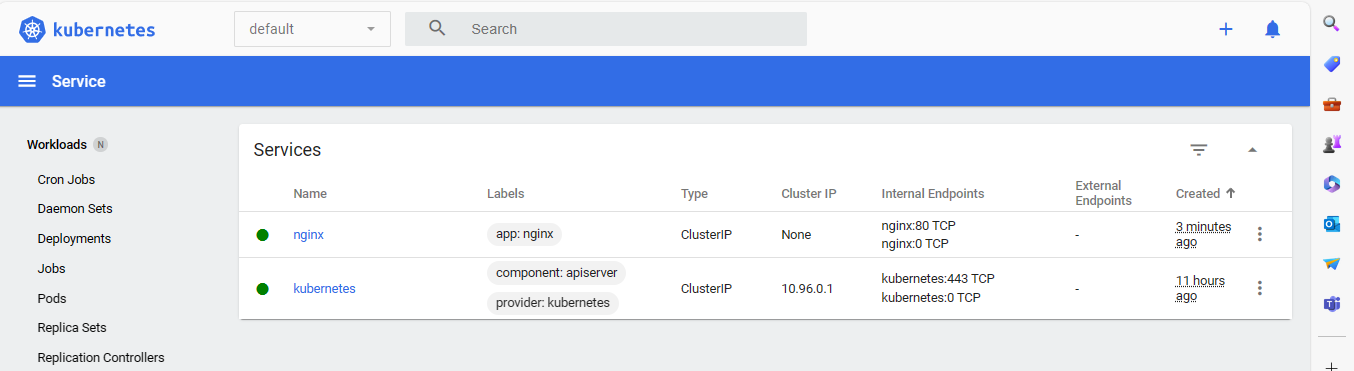 kubernetes
default
Search
Service
Workloads N
Cron Jobs
Daemon Sets
Deployments
Jobs
Pods
Replica Sets
Replication Controllers
Services
Name Labels Type Cluster IP Internal Endpoints External Endpoints Created
nginx app: nginx ClusterIP None nginx:80 TCP - 3 minutes ago
nginx:0 TCP
kubernetes component: apiserver ClusterIP 10.96.0.1 kubernetes:443 TCP - 11 hours ago
provider: kubernetes kubernetes:0 TCP